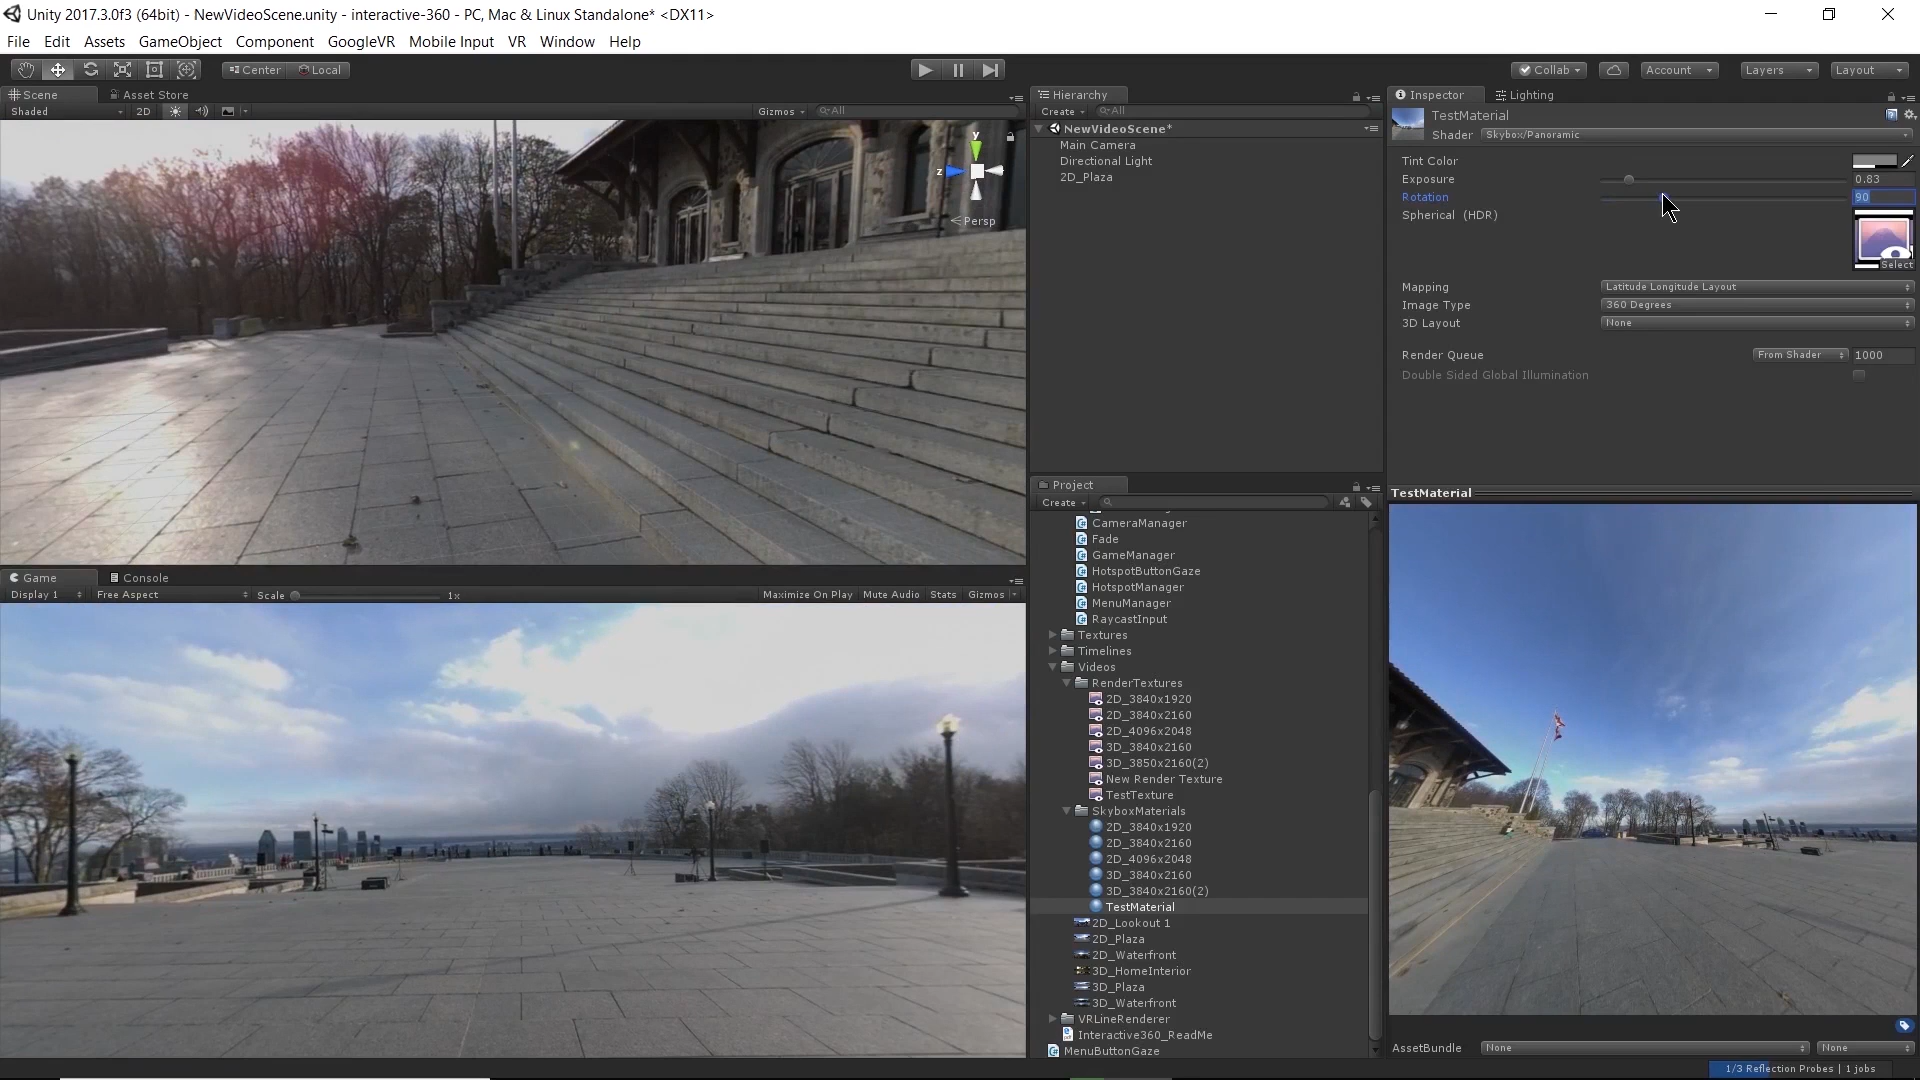 Unity 2017.3.0f3 (64bit) - NewVideoScene.unity - interactive-360 - PC, Mac & Linux Standalone* <DX11>
File Edit Assets GameObject Component GoogleVR Mobile Input VR Window Help
Center Local Collab Account Layers Layout
Scene Asset Store
Shaded 2D Gizmos All
y
z
Persp
Game Console
Display 1 Free Aspect Scale 1x Maximize On Play Mute Audio Stats Gizmos
Hierarchy
Create All
NewVideoScene*
Main Camera
Directional Light
2D_Plaza
Project
Create
CameraManager
Fade
GameManager
HotspotButtonGaze
HotspotManager
MenuManager
RaycastInput
Textures
Timelines
Videos
RenderTextures
2D_3840x1920
2D_3840x2160
2D_4096x2048
3D_3840x2160
3D_3850x2160(2)
New Render Texture
TestTexture
SkyboxMaterials
2D_3840x1920
2D_3840x2160
2D_4096x2048
3D_3840x2160
3D_3840x2160(2)
TestMaterial
2D_Lookout 1
2D_Plaza
2D_Waterfront
3D_HomeInterior
3D_Plaza
3D_Waterfront
VRLineRenderer
Interactive360_ReadMe
MenuButtonGaze
Inspector Lighting
TestMaterial
Shader Skybox/Panoramic
Tint Color
Exposure 0.83
Rotation 90
Spherical (HDR)
Select
Mapping Latitude Longitude Layout
Image Type 360 Degrees
3D Layout None
Render Queue From Shader 1000
Double Sided Global Illumination
TestMaterial
AssetBundle None None
1/3 Reflection Probes | 1 jobs